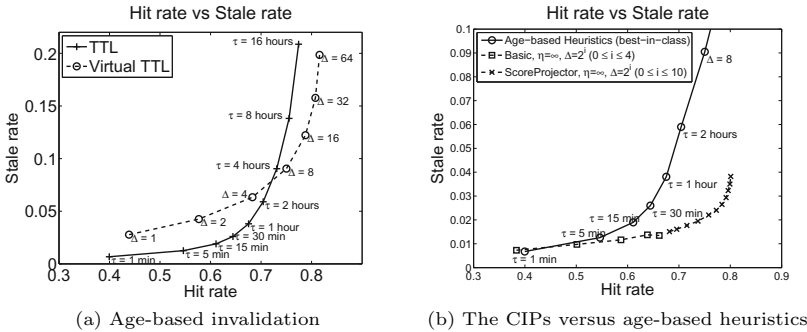 Hit rate vs Stale rate
TTL
Virtual TTL
Stale rate
0.2
0.15
0.1
0.05
0
0.3 0.4 0.5 0.6 0.7 0.8
Hit rate
τ = 16 hours
τ = 8 hours
τ = 4 hours
τ = 2 hours
τ = 1 hour
τ = 30 min
τ = 15 min
τ = 5 min
τ = 1 min
Δ = 64
Δ = 32
Δ = 16
Δ = 8
Δ = 4
Δ = 2
Δ = 1
(a) Age-based invalidation
Hit rate vs Stale rate
Age-based Heuristics (best-in-class)
Basic, η=∞, Δ=2^i (0 ≤ i ≤ 4)
ScoreProjector, η=∞, Δ=2^i (0 ≤ i ≤ 10)
Stale rate
0.1
0.09
0.08
0.07
0.06
0.05
0.04
0.03
0.02
0.01
0
0.3 0.4 0.5 0.6 0.7 0.8 0.9
Hit rate
Δ = 8
τ = 2 hours
τ = 1 hour
τ = 30 min
τ = 15 min
τ = 5 min
τ = 1 min
(b) The CIPs versus age-based heuristics